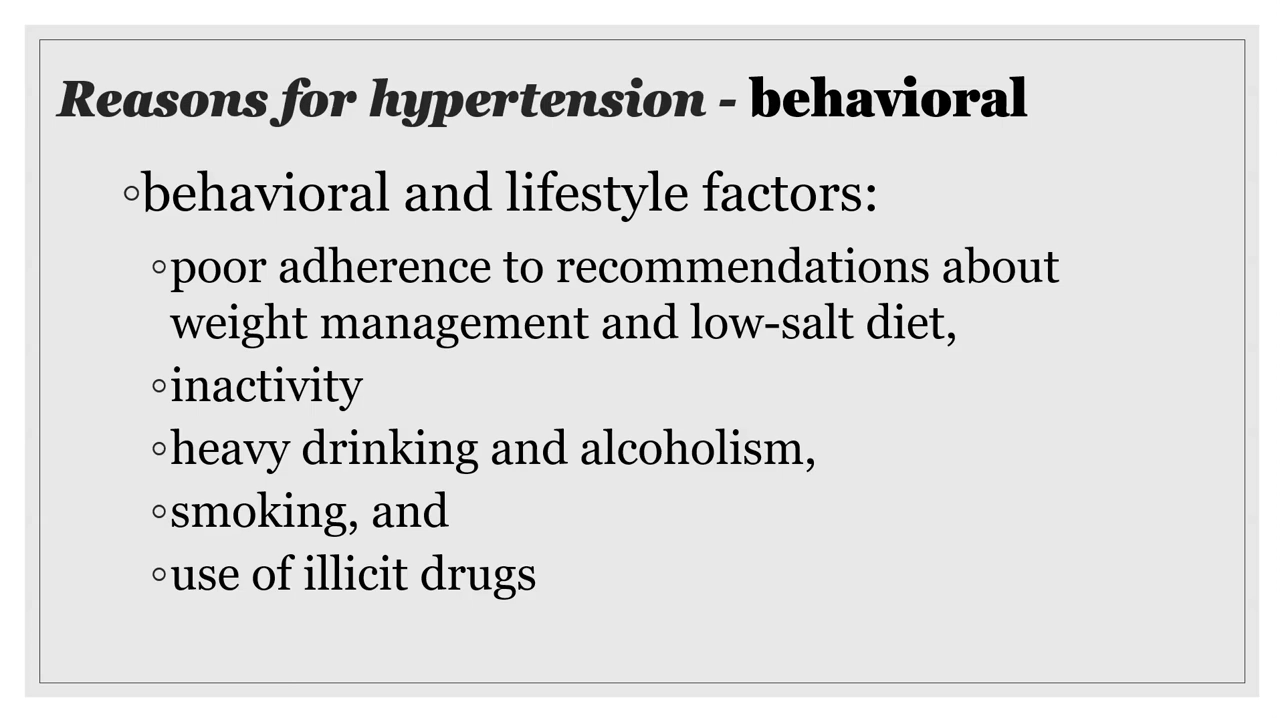 Reasons for hypertension - behavioral
◦behavioral and lifestyle factors:
◦poor adherence to recommendations about
weight management and low-salt diet,
◦inactivity
◦heavy drinking and alcoholism,
◦smoking, and
◦use of illicit drugs